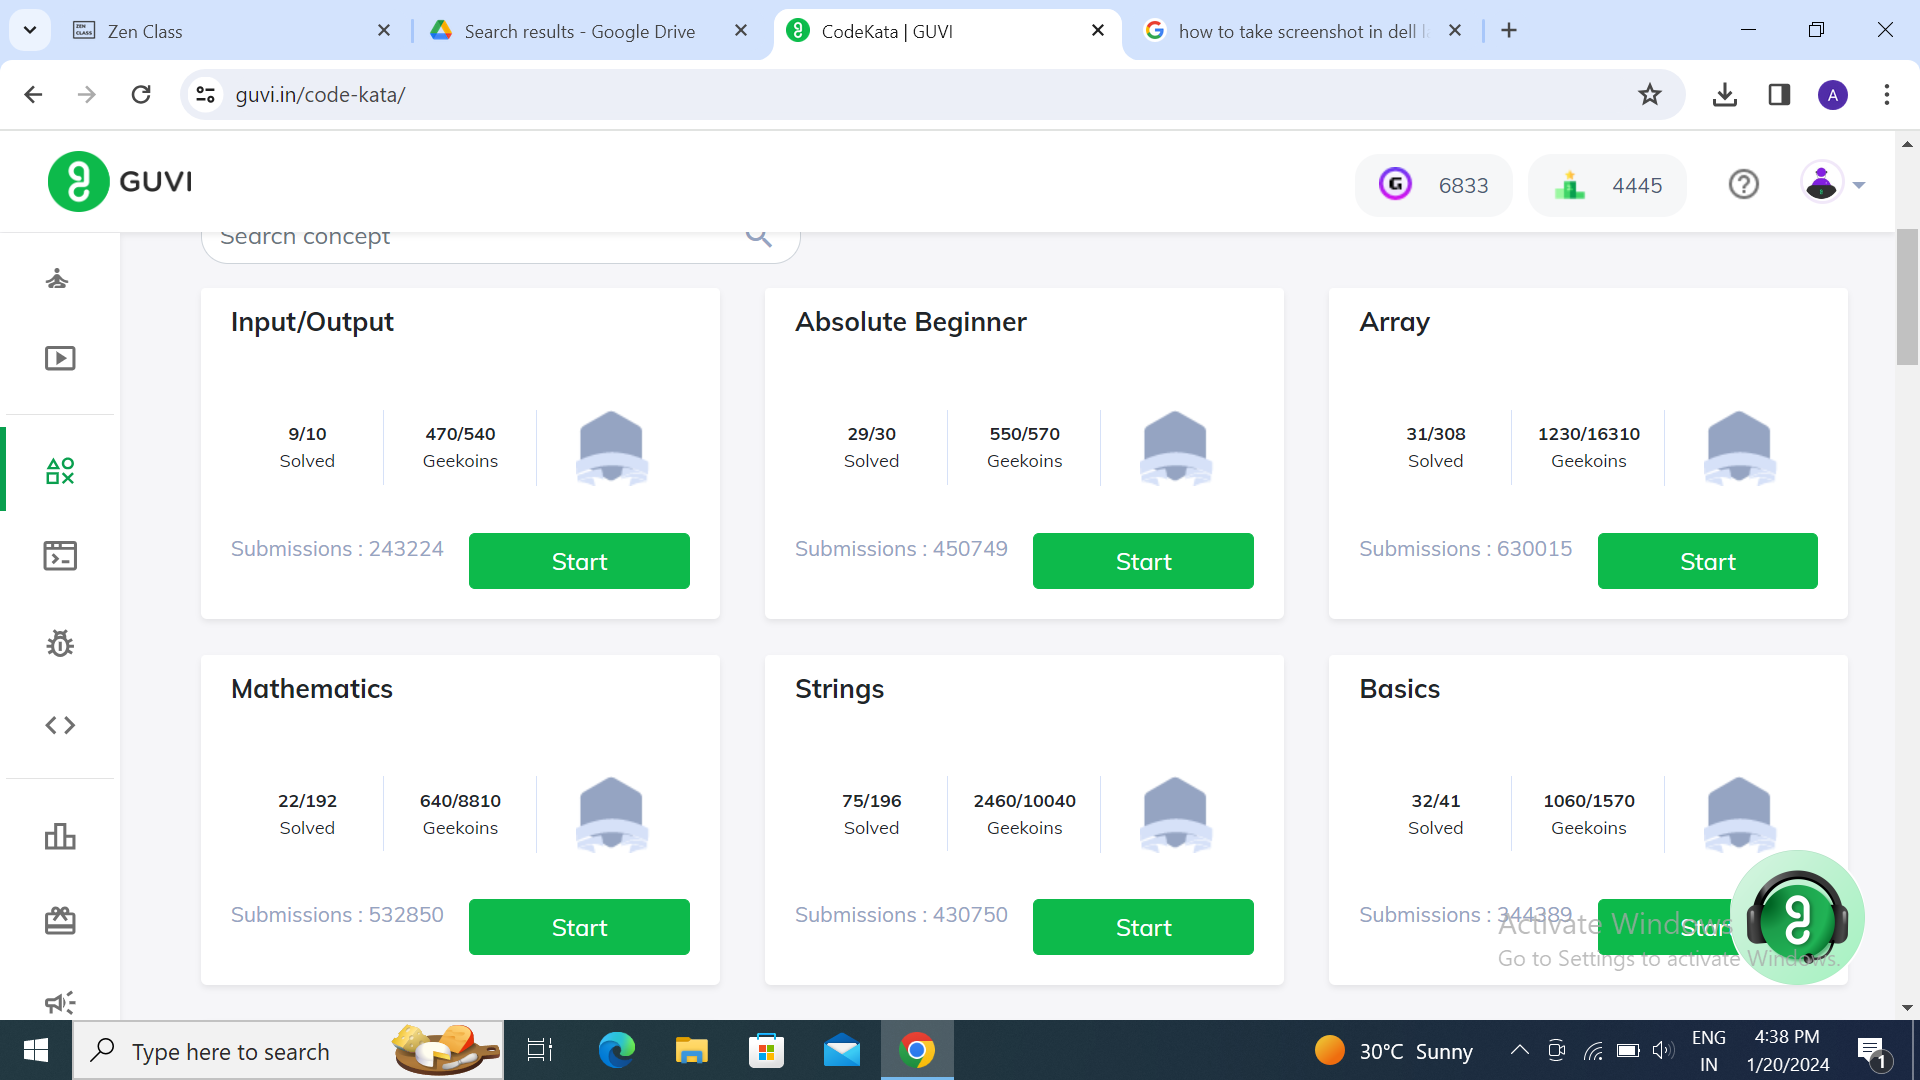 Zen Class
Search results - Google Drive
CodeKata | GUVI
how to take screenshot in dell l
guvi.in/code-kata/
A
GUVI
G
6833
4445
Search concept
Input/Output
Absolute Beginner
Array
9/10
Solved
470/540
Geekoins
29/30
Solved
550/570
Geekoins
31/308
Solved
1230/16310
Geekoins
Submissions : 243224
Start
Submissions : 450749
Start
Submissions : 630015
Start
Mathematics
Strings
Basics
22/192
Solved
640/8810
Geekoins
75/196
Solved
2460/10040
Geekoins
32/41
Solved
1060/1570
Geekoins
Submissions : 532850
Start
Submissions : 430750
Start
Submissions : 344389
Start
Activate Windows
Go to Settings to activate Windows.
Type here to search
30°C Sunny
ENG
IN
4:38 PM
1/20/2024
1